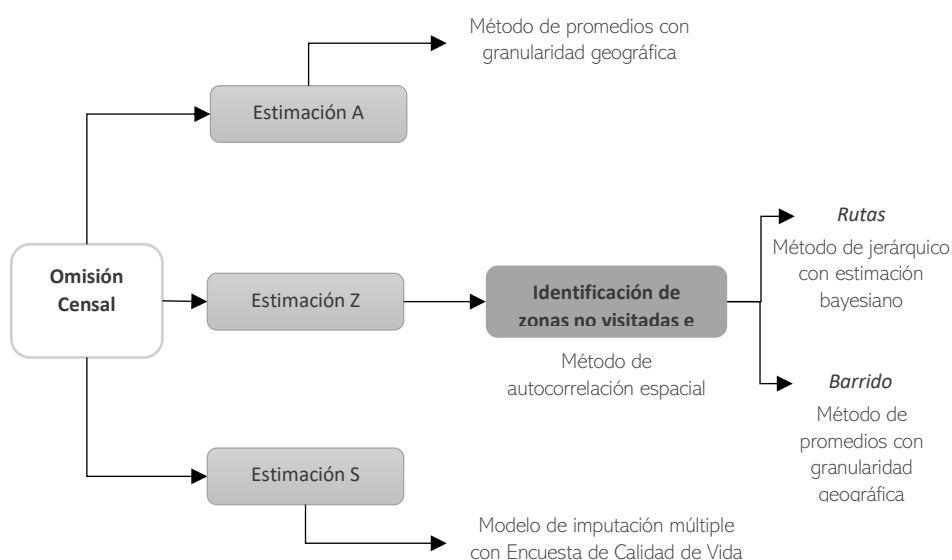 Método de promedios con
granularidad geográfica
Estimación A
Omisión
Censal
Estimación Z
Identificación de
zonas no visitadas e
Método de
autocorrelación espacial
Rutas
Método de jerárquico
con estimación
bayesiano
Barrido
Método de
promedios con
granularidad
geográfica
Estimación S
Modelo de imputación múltiple
con Encuesta de Calidad de Vida